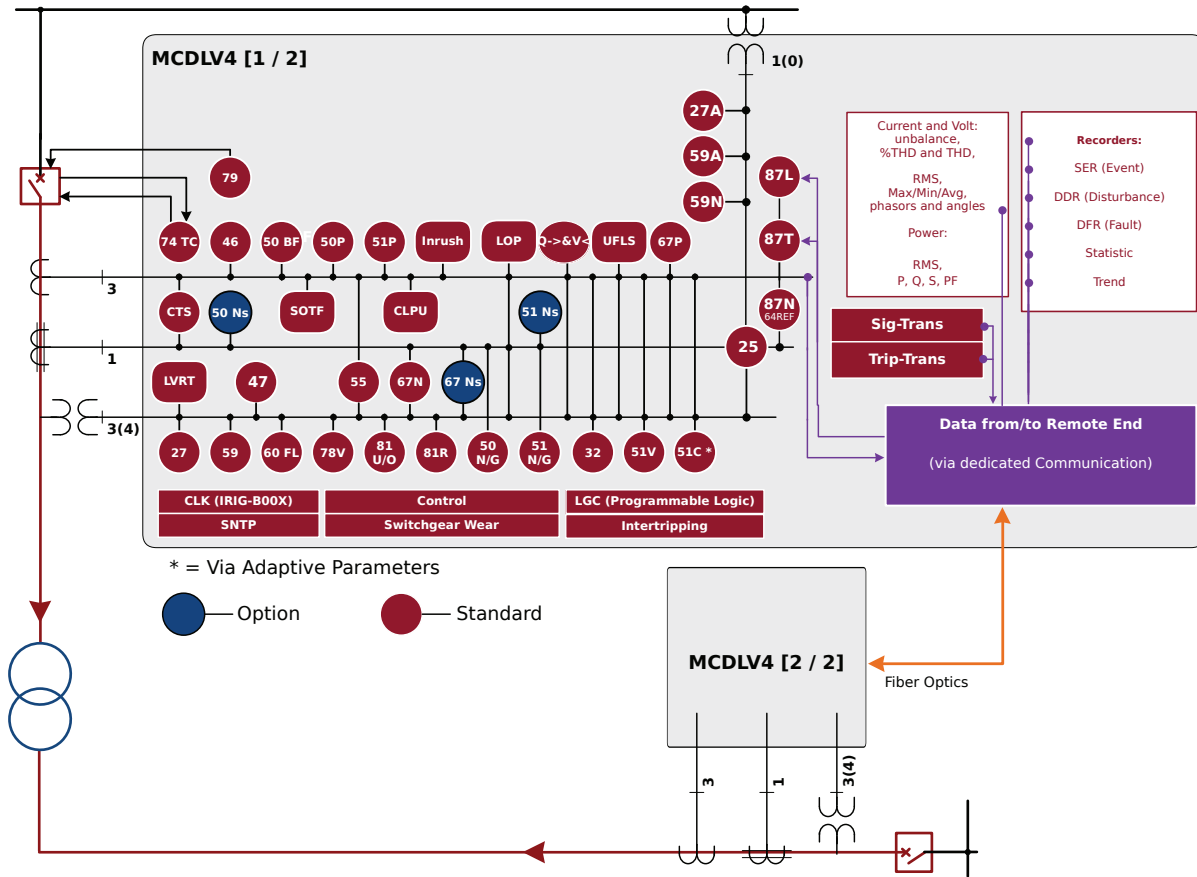 MCDLV4 [1 / 2]
1(0)
27A
59A
59N
87L
87T
87N
64REF
Current and Volt:
unbalance,
%THD and THD,
RMS,
Max/Min/Avg,
phasors and angles
Power:
RMS,
P, Q, S, PF
Recorders:
SER (Event)
DDR (Disturbance)
DFR (Fault)
Statistic
Trend
79
74 TC
46
50 BF
50P
51P
Inrush
LOP
Q->&V<
UFLS
67P
3
CTS
50 Ns
SOTF
CLPU
51 Ns
1
25
Sig-Trans
Trip-Trans
LVRT
47
55
67N
67 Ns
3(4)
27
59
60 FL
78V
81
U/O
81R
50
N/G
51
N/G
32
51V
51C *
Data from/to Remote End
(via dedicated Communication)
CLK (IRIG-B00X)
Control
LGC (Programmable Logic)
SNTP
Switchgear Wear
Intertripping
* = Via Adaptive Parameters
Option
Standard
MCDLV4 [2 / 2]
Fiber Optics
3
1
3(4)